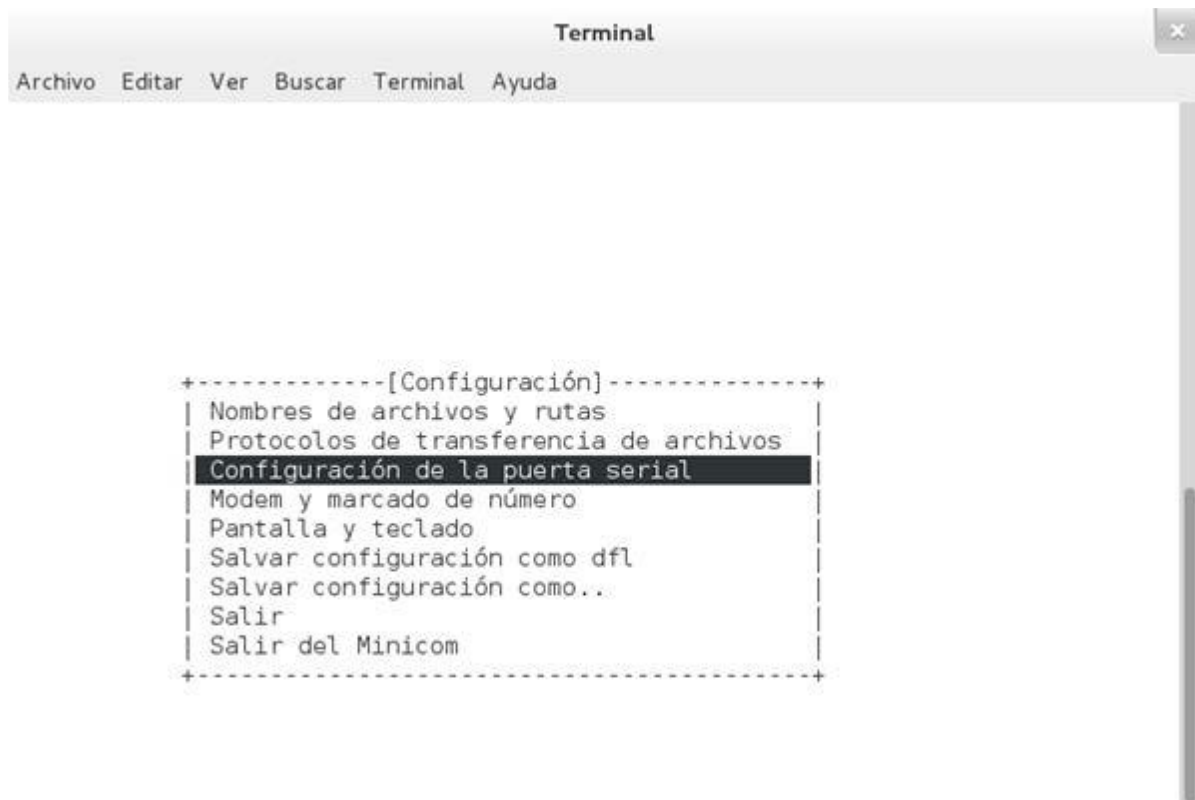 Terminal
Archivo Editar Ver Buscar Terminal Ayuda
+-------------[Configuración]--------------+
| Nombres de archivos y rutas |
| Protocolos de transferencia de archivos |
| Configuración de la puerta serial |
| Modem y marcado de número |
| Pantalla y teclado |
| Salvar configuración como dfl |
| Salvar configuración como.. |
| Salir |
| Salir del Minicom |
+------------------------------------------+